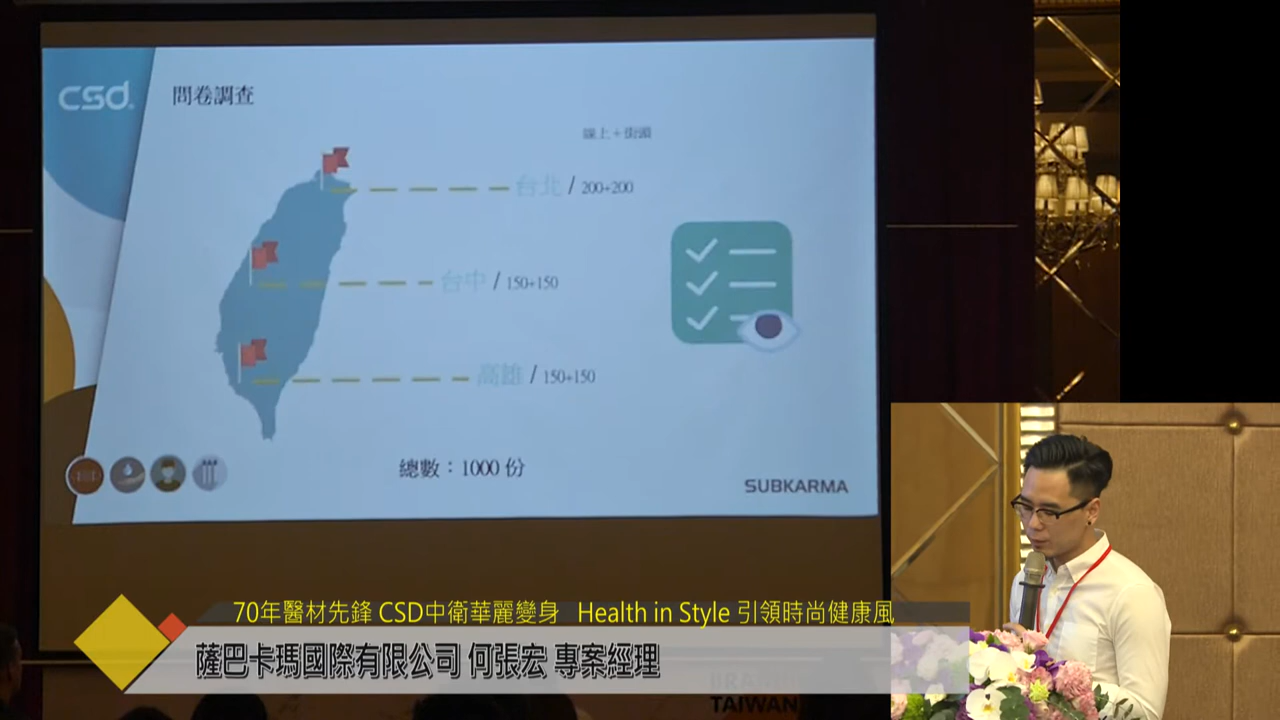 csd.
問卷調查
線上+街頭
台北 / 200+200
台中 / 150+150
高雄 / 150+150
總數：1000 份
SUBKARMA
70年醫材先鋒 CSD中衛華麗變身 Health in Style 引領時尚健康風
薩巴卡瑪國際有限公司 何張宏 專案經理
BRAND
TAIWAN